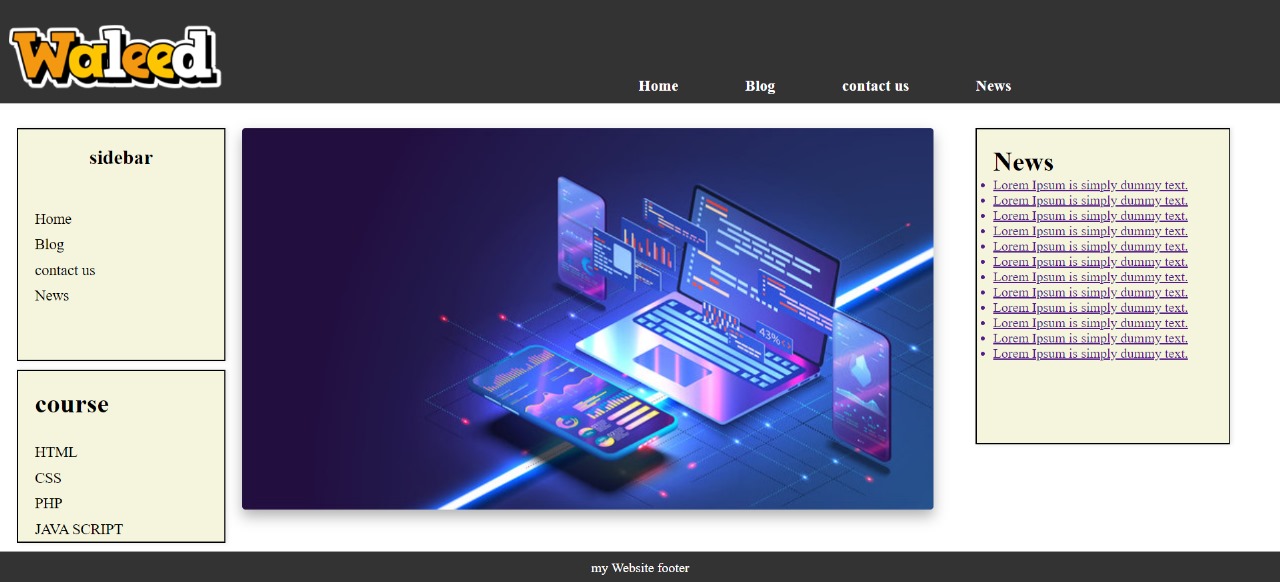 Waleed
Home Blog contact us News
sidebar
Home
Blog
contact us
News
course
HTML
CSS
PHP
JAVA SCRIPT
43%
News
Lorem Ipsum is simply dummy text.
Lorem Ipsum is simply dummy text.
Lorem Ipsum is simply dummy text.
Lorem Ipsum is simply dummy text.
Lorem Ipsum is simply dummy text.
Lorem Ipsum is simply dummy text.
Lorem Ipsum is simply dummy text.
Lorem Ipsum is simply dummy text.
Lorem Ipsum is simply dummy text.
Lorem Ipsum is simply dummy text.
Lorem Ipsum is simply dummy text.
Lorem Ipsum is simply dummy text.
my Website footer